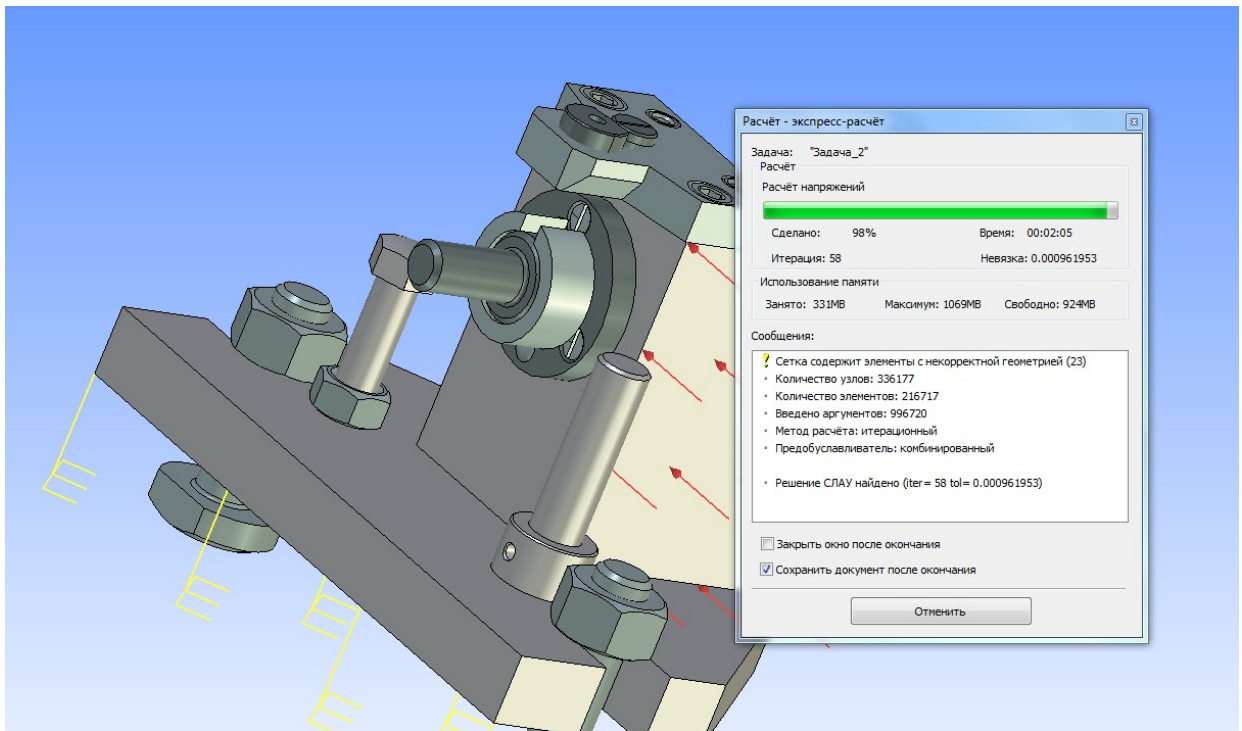 Расчёт - экспресс-расчёт
Задача: "Задача_2"
Расчёт
Расчёт напряжений
Сделано: 98% Время: 00:02:05
Итерация: 58 Невязка: 0.000961953
Использование памяти
Занято: 331MB Максимум: 1069MB Свободно: 924MB
Сообщения:
Сетка содержит элементы с некорректной геометрией (23)
Количество узлов: 336177
Количество элементов: 216717
Введено аргументов: 996720
Метод расчёта: итерационный
Предобуславливатель: комбинированный
Решение СЛАУ найдено (iter= 58 tol= 0.000961953)
Закрыть окно после окончания
Сохранить документ после окончания
Отменить